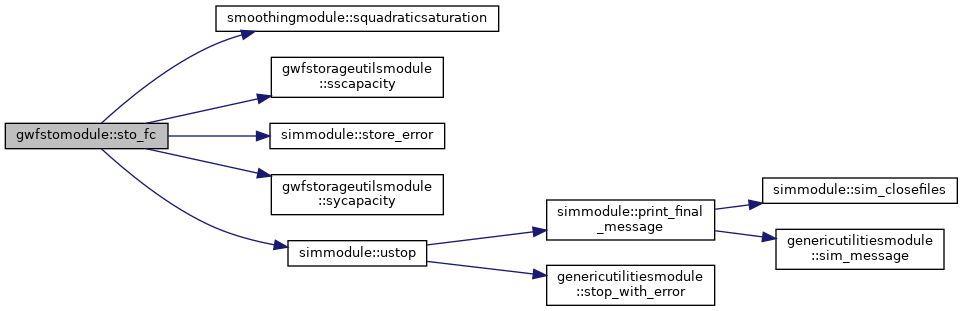 smoothingmodule::squadraticsaturation
gwfstorageutilsmodule
::sscapacity
gwfstomodule::sto_fc
simmodule::store_error
gwfstorageutilsmodule
::sycapacity
simmodule::ustop
simmodule::print_final
_message
simmodule::sim_closefiles
genericutilitiesmodule
::sim_message
genericutilitiesmodule
::stop_with_error